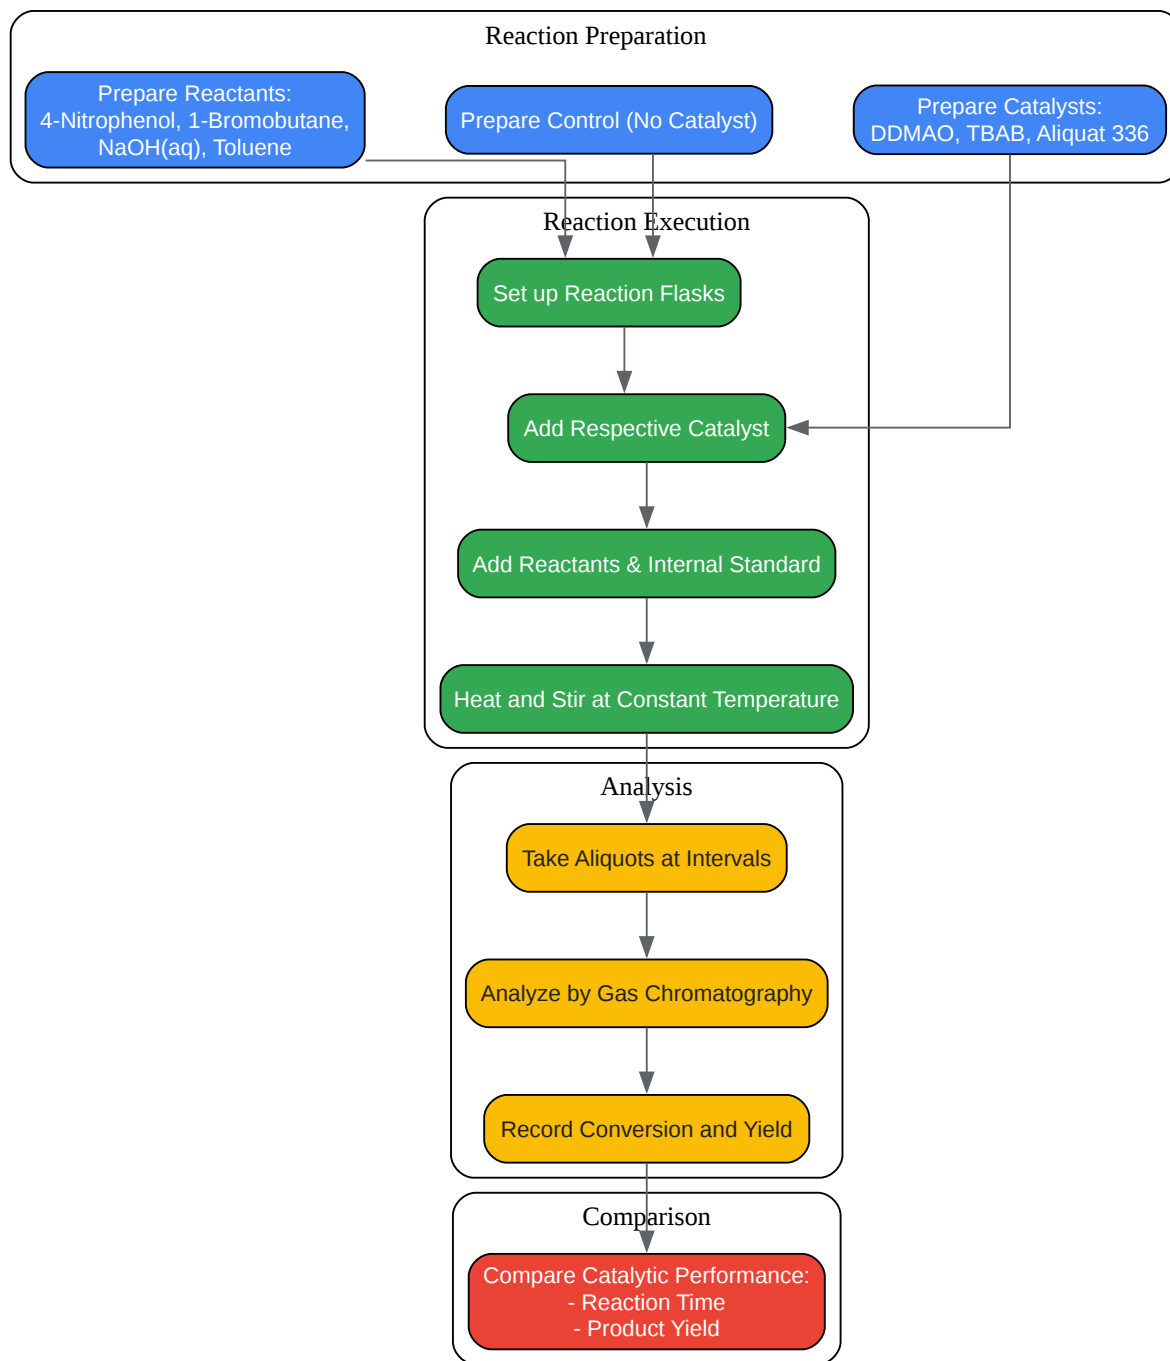 Reaction Preparation
Prepare Reactants:
4-Nitrophenol, 1-Bromobutane,
NaOH(aq), Toluene
Prepare Control (No Catalyst)
Prepare Catalysts:
DDMAO, TBAB, Aliquat 336
Reaction Execution
Set up Reaction Flasks
Add Respective Catalyst
Add Reactants & Internal Standard
Heat and Stir at Constant Temperature
Analysis
Take Aliquots at Intervals
Analyze by Gas Chromatography
Record Conversion and Yield
Comparison
Compare Catalytic Performance:
- Reaction Time
- Product Yield